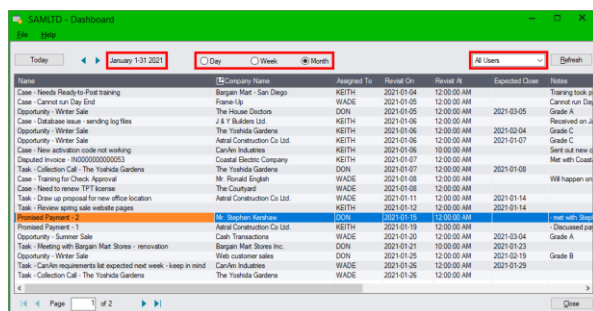 SAMLTD - Dashboard
File Help
Today January 1-31 2021 Day Week Month All Users Refresh
Name Company Name Assigned To Revisit On Revisit At Expected Close Notes
Case - Needs Ready-to-Post training Bargain Mart - San Diego KEITH 2021-01-04 12:00:00 AM Training took p
Case - Cannot run Day End Frame-Up WADE 2021-01-05 12:00:00 AM Cannot run Day
Opportunity - Winter Sale The House Doctors DON 2021-01-05 12:00:00 AM 2021-03-05 Grade A
Case - Database issue - sending log files J & Y Builders Ltd. KEITH 2021-01-05 12:00:00 AM Received on Ja
Opportunity - Winter Sale The Yoshida Gardens KEITH 2021-01-06 12:00:00 AM 2021-02-04 Grade C
Opportunity - Winter Sale Astral Construction Co Ltd. KEITH 2021-01-06 12:00:00 AM 2021-01-07 Grade C
Case - New activation code not working CanAm Industries KEITH 2021-01-06 12:00:00 AM Sent out new c
Disputed Invoice - IN0000000000053 Coastal Electric Company KEITH 2021-01-07 12:00:00 AM Met with Coast
Task - Collection Call - The Yoshida Gardens The Yoshida Gardens DON 2021-01-07 12:00:00 AM 2021-01-08
Case - Training for Check Approval Mr. Ronald English WADE 2021-01-08 12:00:00 AM Will happen on
Case - Need to renew TPT license The Courtyard WADE 2021-01-08 12:00:00 AM
Task - Draw up proposal for new office location Astral Construction Co Ltd. WADE 2021-01-11 12:00:00 AM 2021-01-14
Task - Review spring sale website pages KEITH 2021-01-12 12:00:00 AM 2021-01-14
Promised Payment - 2 Mr. Stephen Kershaw DON 2021-01-15 12:00:00 AM - met with Steph
Promised Payment - 1 Astral Construction Co Ltd. KEITH 2021-01-19 12:00:00 AM - Discussed pay
Opportunity - Summer Sale Cash Transactions WADE 2021-01-20 12:00:00 AM 2021-03-04 Grade A
Task - Meeting with Bargain Mart Stores - renovation Bargain Mart Stores Inc. DON 2021-01-21 10:00:00 AM 2021-01-23
Opportunity - Winter Sale Web customer sales DON 2021-01-25 12:00:00 AM 2021-02-19 Grade B
Task - CanAm requirements list expected next week - keep in mind CanAm Industries WADE 2021-01-26 12:00:00 AM 2021-01-29
Task - Collection Call - The Yoshida Gardens The Yoshida Gardens WADE 2021-01-26 12:00:00 AM
Page 1 of 2 Close